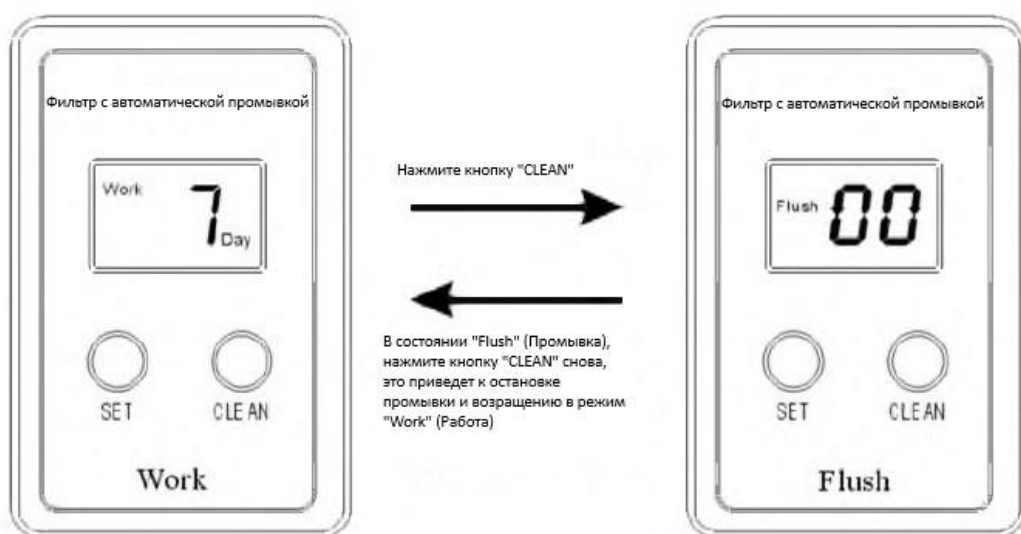 Фильтр с автоматической промывкой
Work
7
Day
SET
CLEAN
Work
Нажмите кнопку "CLEAN"
В состоянии "Flush" (Промывка),
нажмите кнопку "CLEAN" снова,
это приведет к остановке
промывки и возращению в режим
"Work" (Работа)
Фильтр с автоматической промывкой
Flush
00
SET
CLEAN
Flush